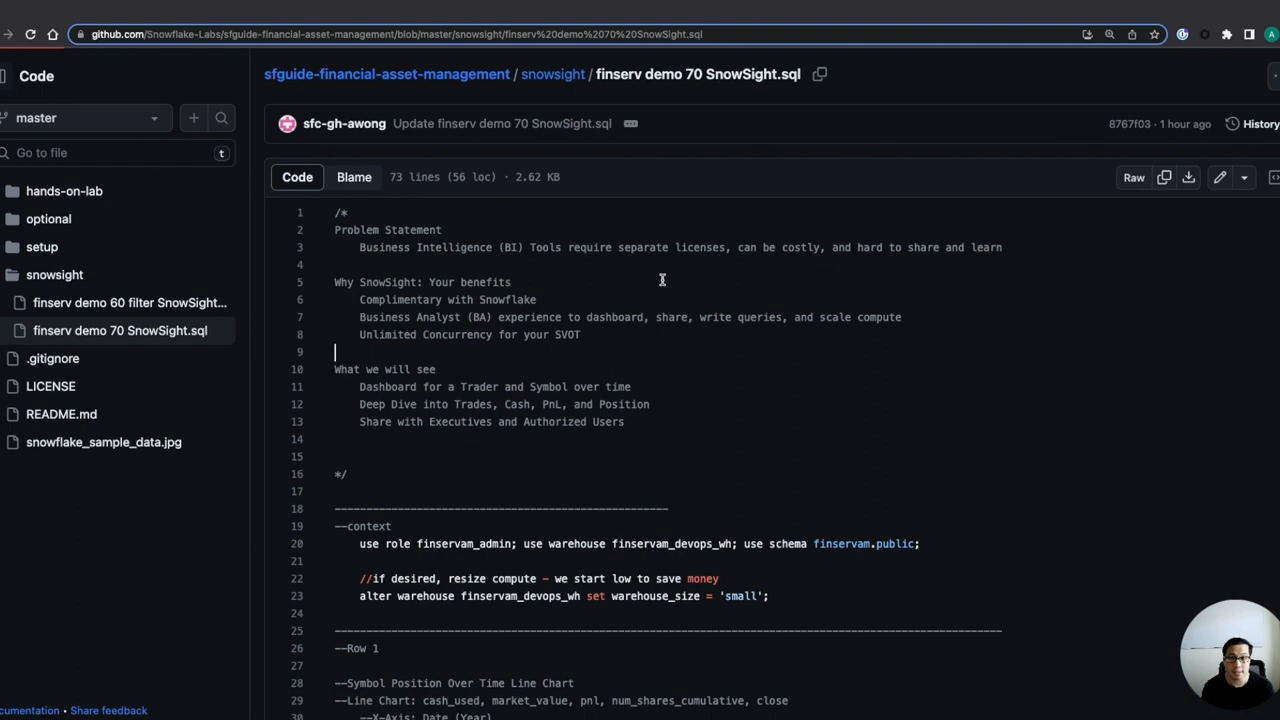 github.com/Snowflake-Labs/sfguide-financial-asset-management/blob/master/snowsight/finserv%20demo%2070%20SnowSight.sql
A
Code
sfguide-financial-asset-management / snowsight / finserv demo 70 SnowSight.sql
master
sfc-gh-awong Update finserv demo 70 SnowSight.sql
8767f03 · 1 hour ago
History
Go to file
t
Code
Blame
73 lines (56 loc) · 2.62 KB
Raw
hands-on-lab
optional
setup
snowsight
finserv demo 60 filter SnowSight...
finserv demo 70 SnowSight.sql
.gitignore
LICENSE
README.md
snowflake_sample_data.jpg
1 /*
2 Problem Statement
3 Business Intelligence (BI) Tools require separate licenses, can be costly, and hard to share and learn
4
5 Why SnowSight: Your benefits
6 Complimentary with Snowflake
7 Business Analyst (BA) experience to dashboard, share, write queries, and scale compute
8 Unlimited Concurrency for your SVOT
9
10 What we will see
11 Dashboard for a Trader and Symbol over time
12 Deep Dive into Trades, Cash, PnL, and Position
13 Share with Executives and Authorized Users
14
15
16 */
17
18 ----------------------------------------------------
19 --context
20 use role finservam_admin; use warehouse finservam_devops_wh; use schema finservam.public;
21
22 //if desired, resize compute - we start low to save money
23 alter warehouse finservam_devops_wh set warehouse_size = 'small';
24
25 ----------------------------------------------------------------------------------------------------------
26 --Row 1
27
28 --Symbol Position Over Time Line Chart
29 --Line Chart: cash_used, market_value, pnl, num_shares_cumulative, close
30 --X-Axis: Date (Year)
cumentation • Share feedback